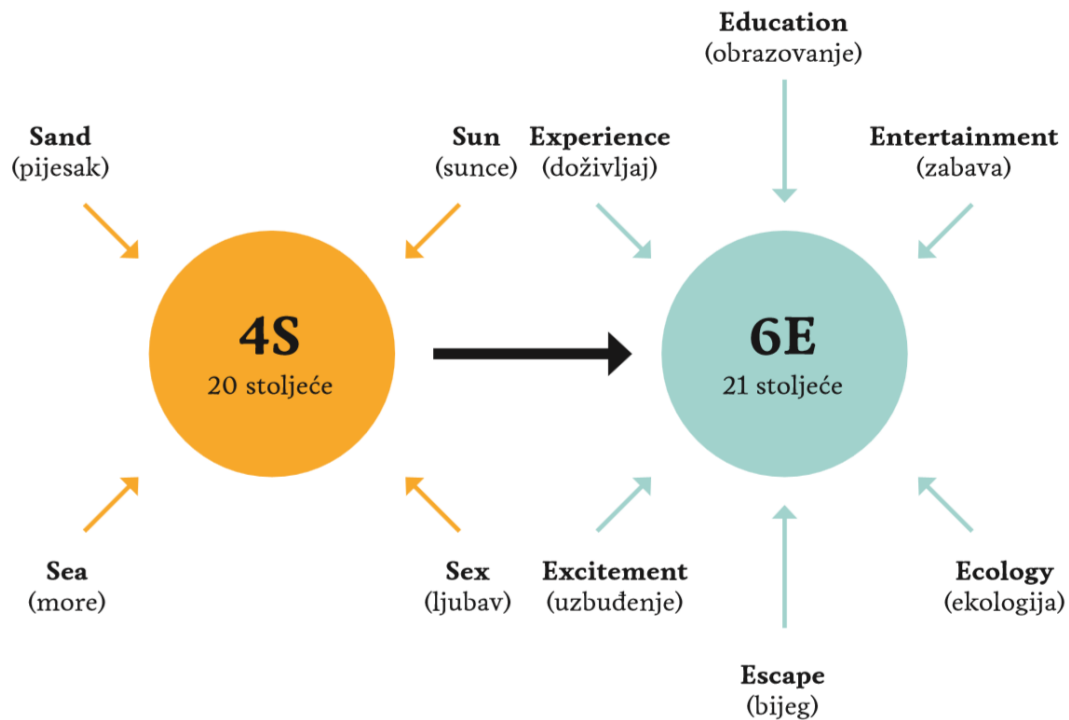 Education
(obrazovanje)
Sand
(pijesak)
Sun
(sunce)
Experience
(doživljaj)
Entertainment
(zabava)
4S
20 stoljeće
6E
21 stoljeće
Sea
(more)
Sex
(ljubav)
Excitement
(uzbuđenje)
Ecology
(ekologija)
Escape
(bijeg)